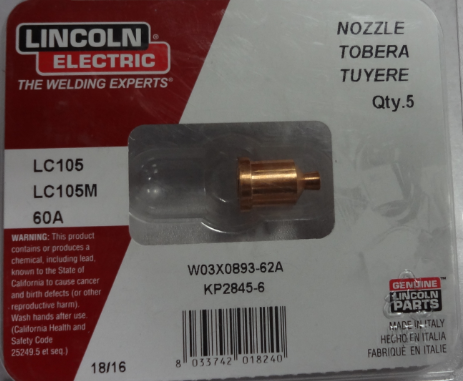 LINCOLN
ELECTRIC
THE WELDING EXPERTS®
NOZZLE
TOBERA
TUYERE
Qty.5
LC105
LC105M
60A
WARNING: This product
contains or produces a
chemical, including lead,
known to the State of
California to cause cancer
and birth defects (or other
reproductive harm).
Wash hands after use.
(California Health and
Safety Code
25249.5 et seq.)
W03X0893-62A
KP2845-6
18/16
8 033742 018240
GENUINE
LINCOLN
PARTS
MADE IN ITALY
HECHO EN ITALIA
FABRIQUÉ EN ITALIE